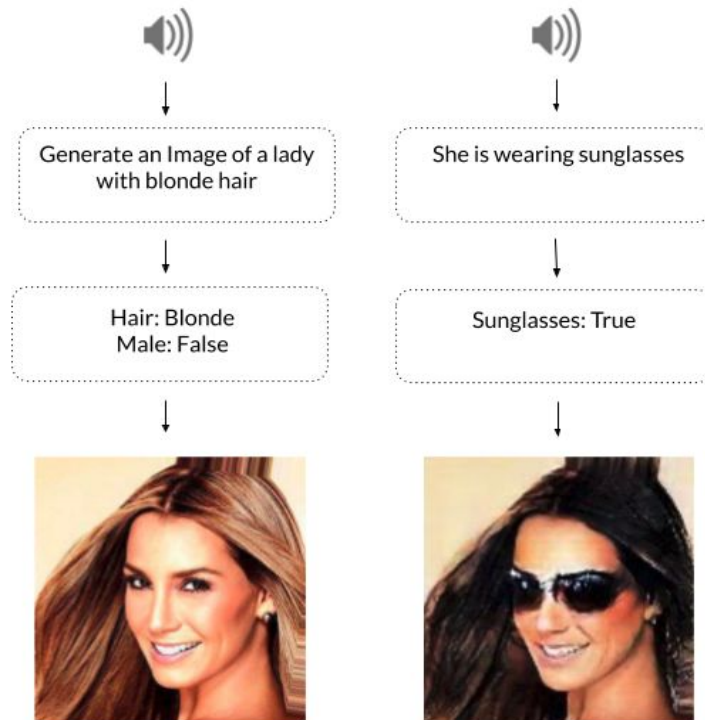 Generate an Image of a lady
with blonde hair
She is wearing sunglasses
Hair: Blonde
Male: False
Sunglasses: True